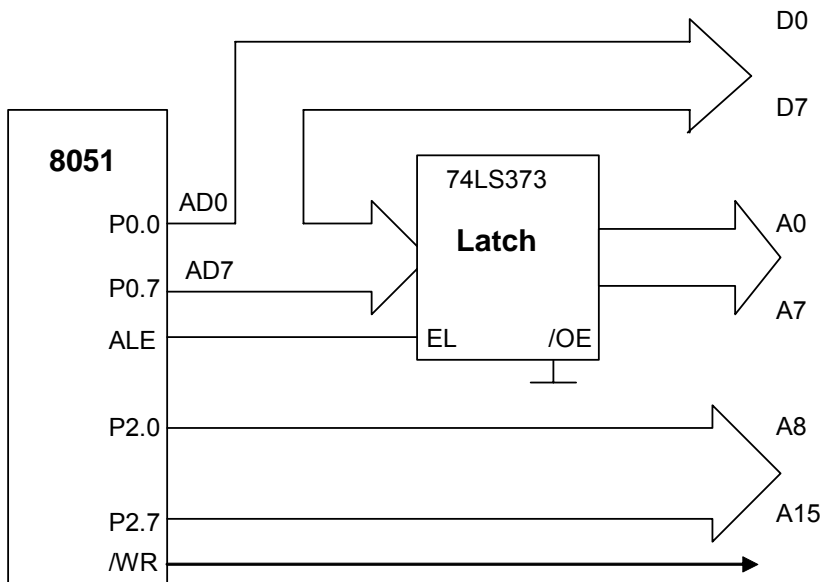 D0
D7
8051
74LS373
Latch
P0.0
AD0
P0.7
AD7
ALE
EL
/OE
A0
A7
P2.0
A8
P2.7
A15
/WR